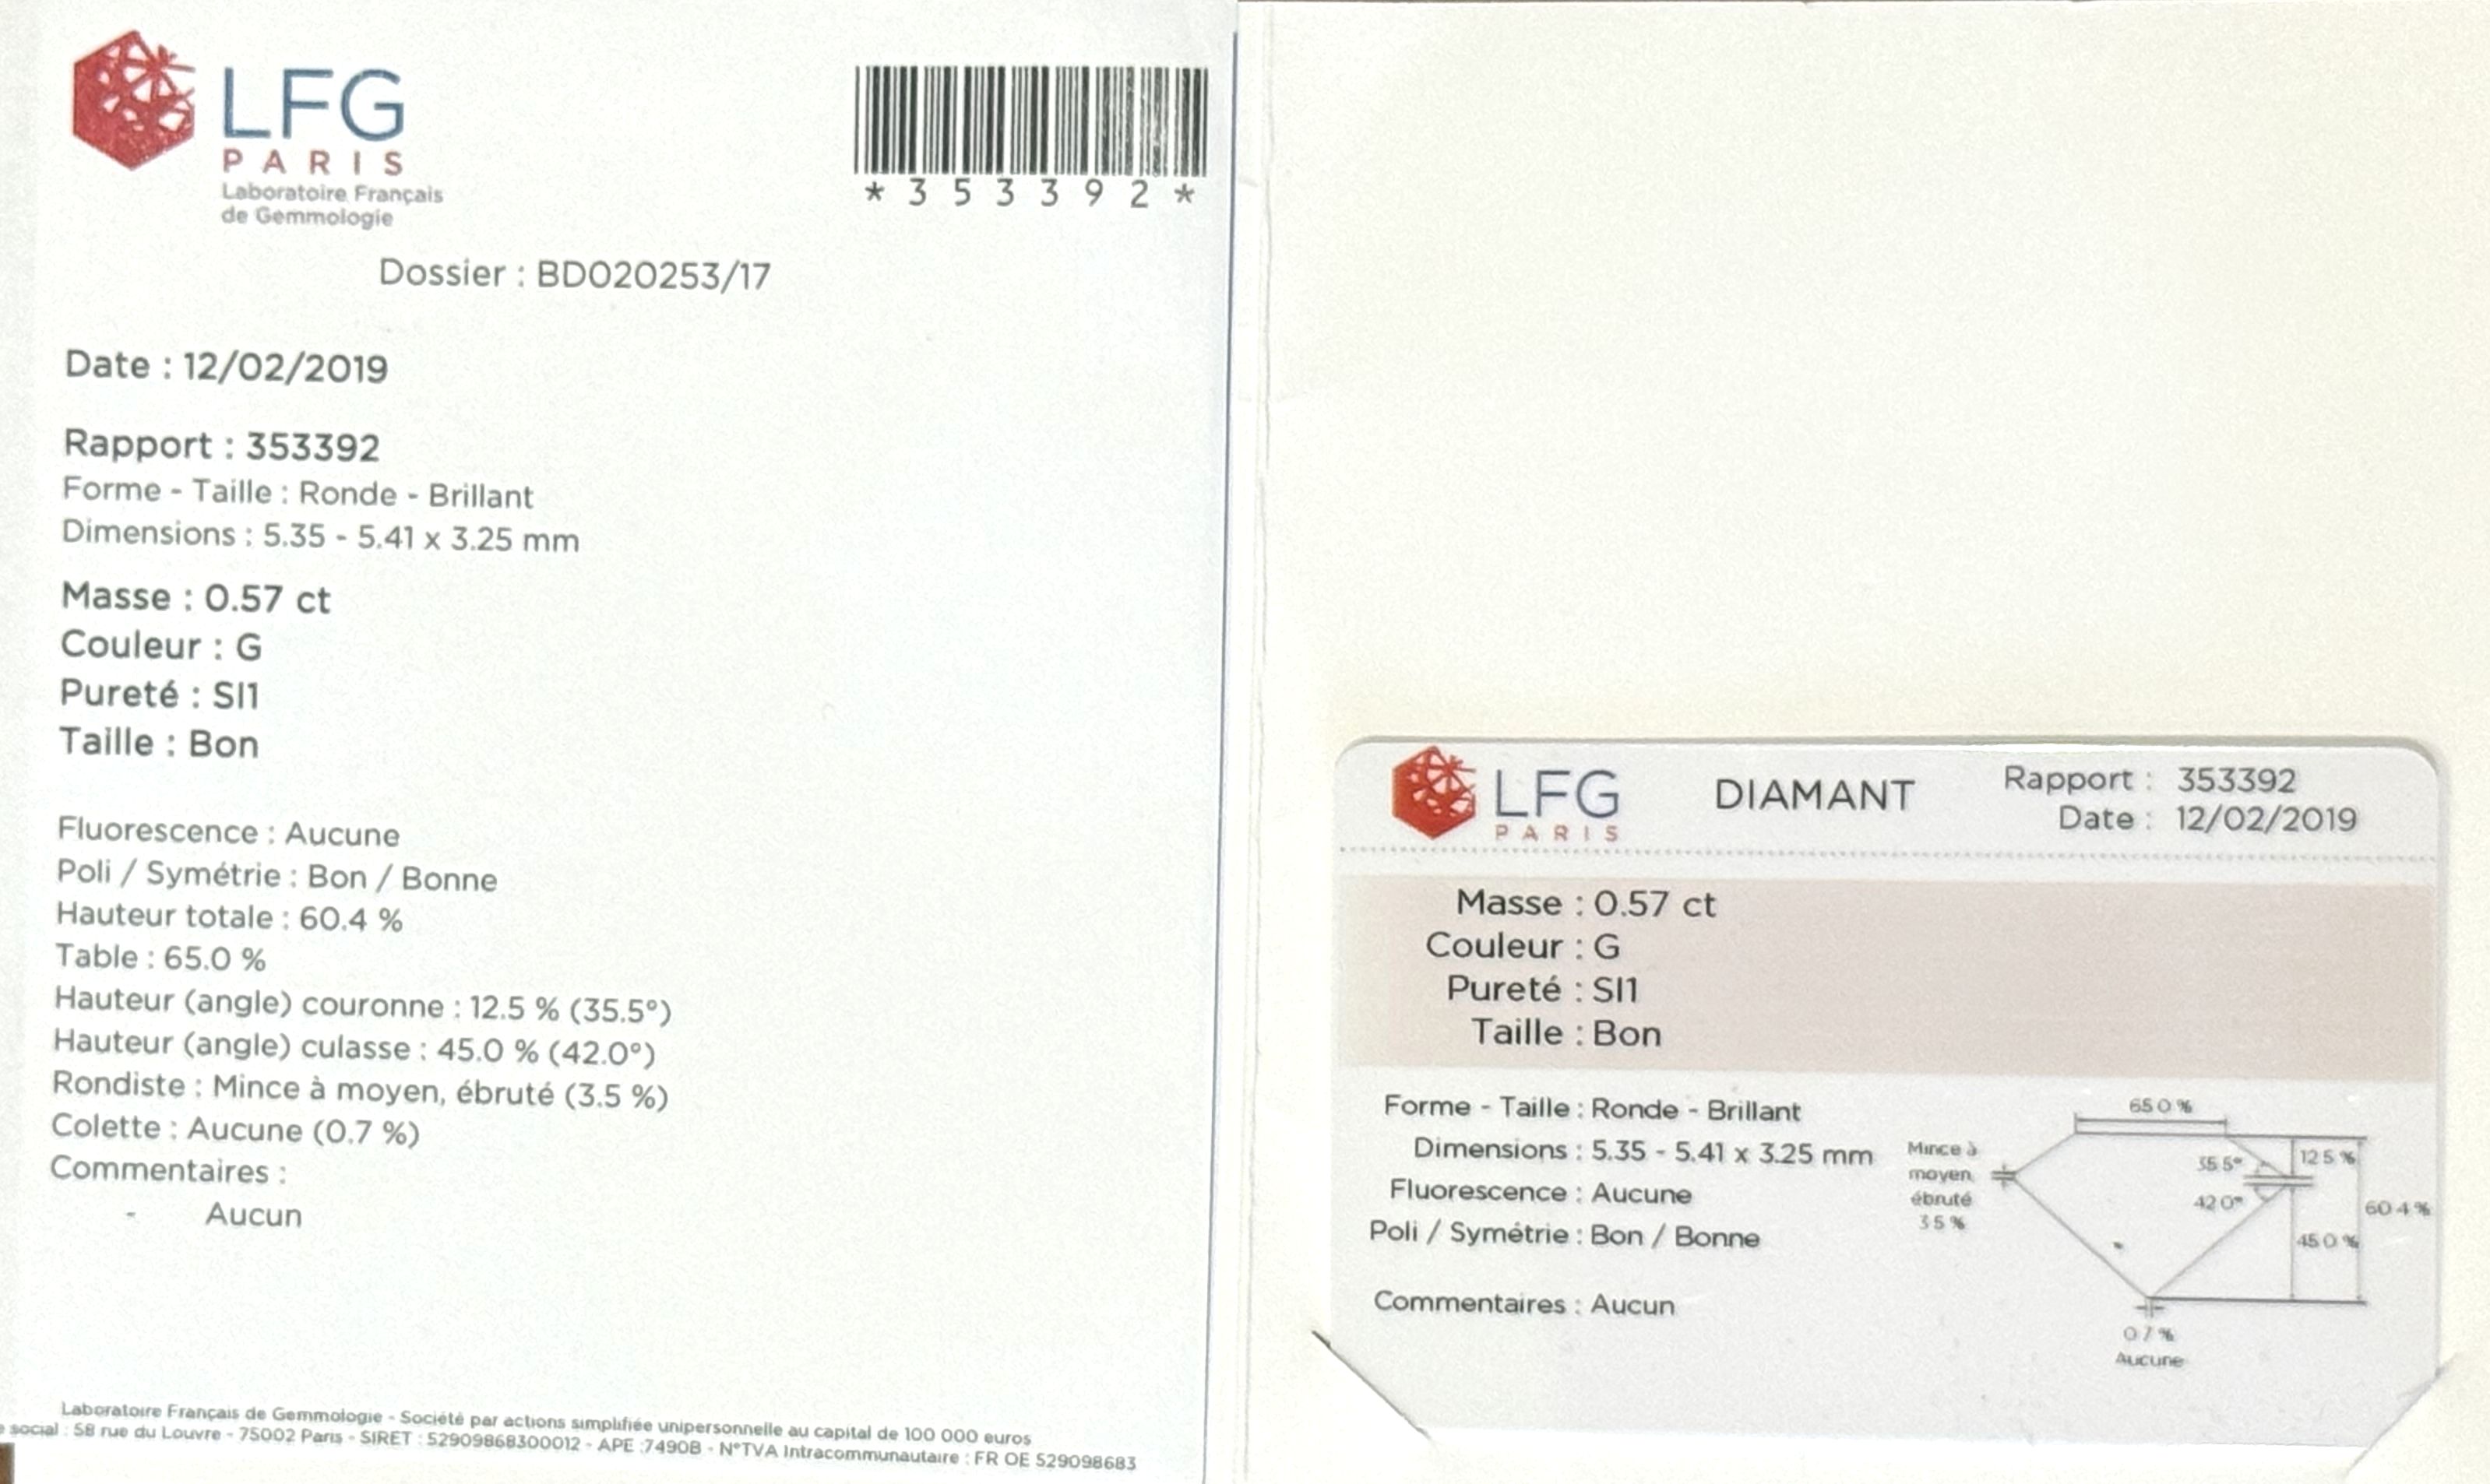 LFG
PARIS
Laboratoire Français
de Gemmologie
*353392*
Dossier : BD020253/17
Date : 12/02/2019
Rapport : 353392
Forme - Taille : Ronde - Brillant
Dimensions : 5.35 - 5.41 x 3.25 mm
Masse : 0.57 ct
Couleur : G
Pureté : SI1
Taille : Bon
Fluorescence : Aucune
Poli / Symétrie : Bon / Bonne
Hauteur totale : 60.4 %
Table : 65.0 %
Hauteur (angle) couronne : 12.5 % (35.5°)
Hauteur (angle) culasse : 45.0 % (42.0°)
Rondiste : Mince à moyen, ébruté (3.5 %)
Colette : Aucune (0.7 %)
Commentaires :
- Aucun
Laboratoire Français de Gemmologie - Société par actions simplifiée unipersonnelle au capital de 100 000 euros
social : 58 rue du Louvre - 75002 Paris - SIRET : 52909868300012 - APE :7490B - N°TVA Intracommunautaire : FR OE 529098683
LFG
PARIS
DIAMANT
Rapport : 353392
Date : 12/02/2019
Masse : 0.57 ct
Couleur : G
Pureté : SI1
Taille : Bon
Forme - Taille : Ronde - Brillant
Dimensions : 5.35 - 5.41 x 3.25 mm
Fluorescence : Aucune
Poli / Symétrie : Bon / Bonne
Commentaires : Aucun
65.0 %
Mince à
moyen,
ébruté
3.5 %
35.5°
12.5 %
42.0°
60.4 %
45.0 %
0.7 %
Aucune